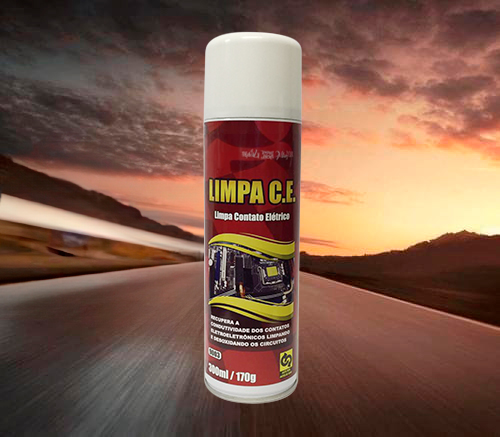 LIMPA C.E.
Limpa Contato Elétrico
RECUPERA A
CONDUTIVIDADE DOS CONTATOS
ELETROELETRÔNICOS LIMPANDO
E DESOXIDANDO OS CIRCUITOS
300ml / 170g